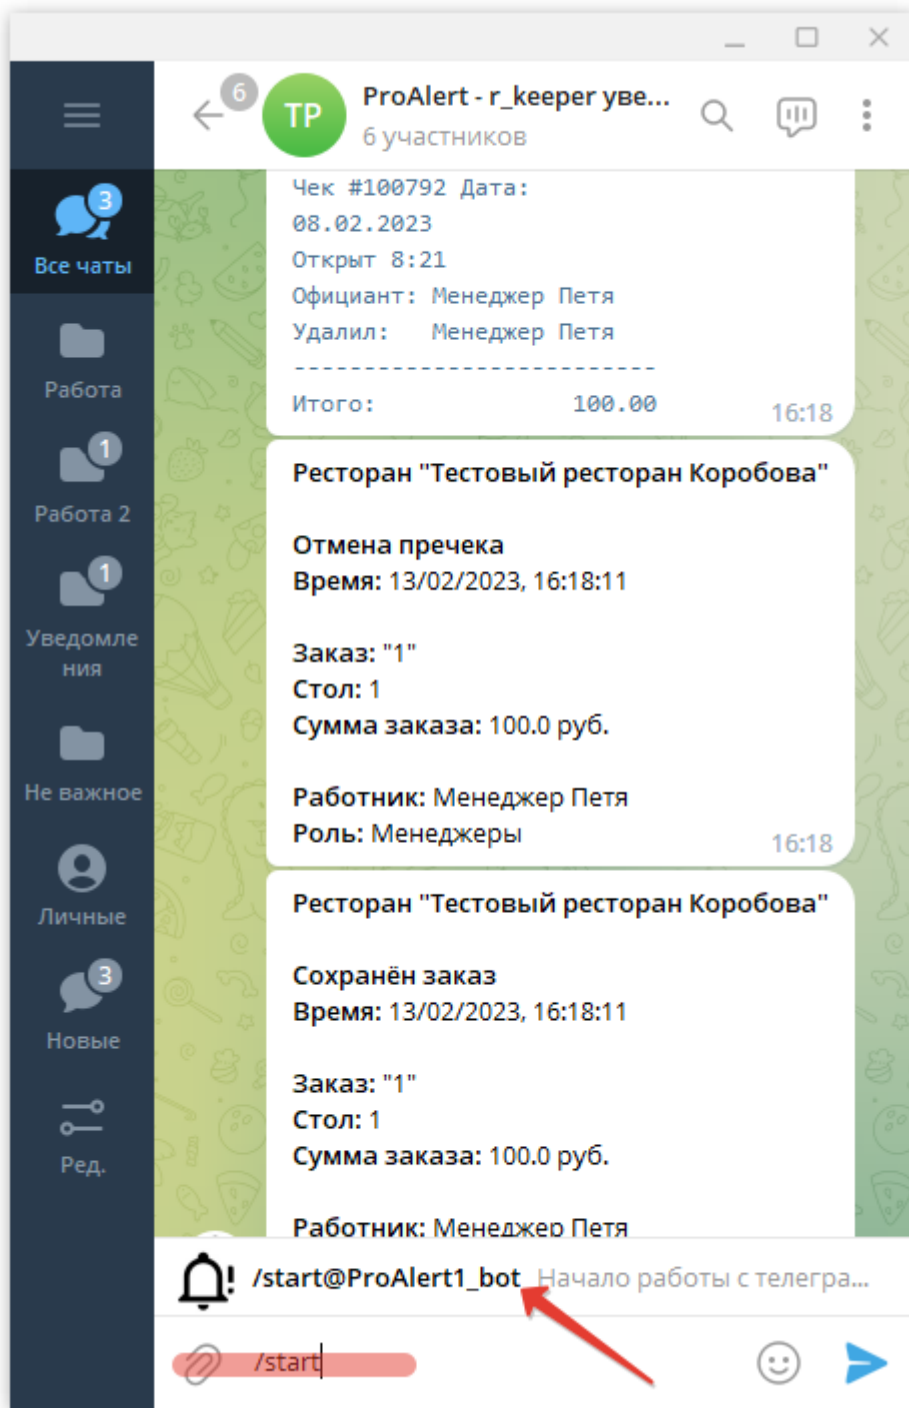 6
ТР
ProAlert - r_keeper уве...
6 участников
3
Все чаты
Работа
1
Работа 2
1
Уведомле
ния
Не важное
Личные
3
Новые
Ред.
Чек #100792 Дата:
08.02.2023
Открыт 8:21
Официант: Менеджер Петя
Удалил: Менеджер Петя
--------------------------
Итого: 100.00
16:18
Ресторан "Тестовый ресторан Коробова"
Отмена пречека
Время: 13/02/2023, 16:18:11
Заказ: "1"
Стол: 1
Сумма заказа: 100.0 руб.
Работник: Менеджер Петя
Роль: Менеджеры
16:18
Ресторан "Тестовый ресторан Коробова"
Сохранён заказ
Время: 13/02/2023, 16:18:11
Заказ: "1"
Стол: 1
Сумма заказа: 100.0 руб.
Работник: Менеджер Петя
/start@ProAlert1_bot Начало работы с телегра...
/start